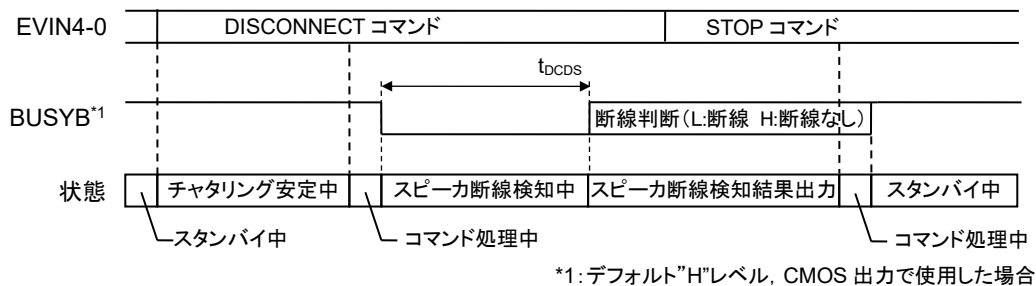 EVIN4-0 DISCONNECT コマンド STOP コマンド
tDCDS
BUSYB*1 断線判断(L:断線 H:断線なし)
状態 チャタリング安定中 スピーカ断線検知中 スピーカ断線検知結果出力 スタンバイ中
スタンバイ中 コマンド処理中 コマンド処理中
*1:デフォルト”H”レベル, CMOS 出力で使用した場合